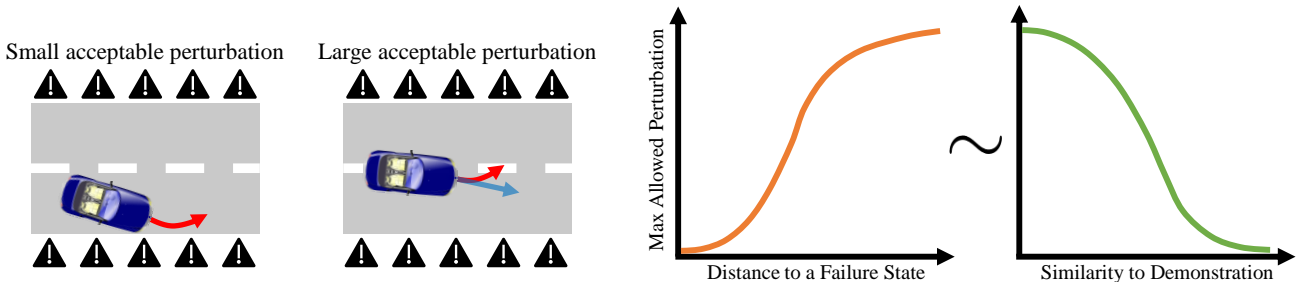 Small acceptable perturbation
Large acceptable perturbation
Max Allowed Perturbation
Distance to a Failure State
~
Similarity to Demonstration